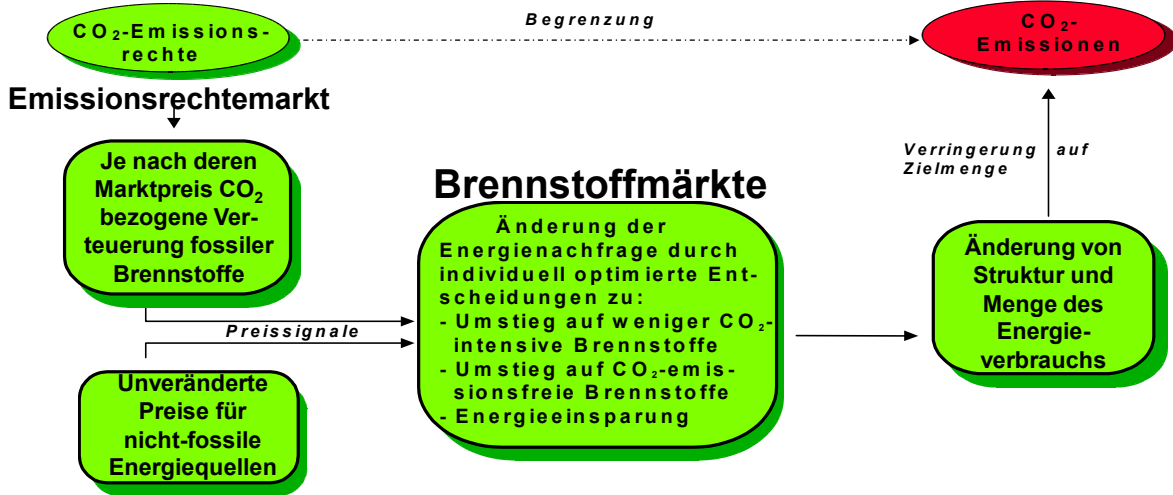 CO₂-Emissions-
rechte
Begrenzung
CO₂-
Emissionen
Emissionsrechtemarkt
Je nach deren
Marktpreis CO₂
bezogene Ver-
teuerung fossiler
Brennstoffe
Verringerung auf
Zielmenge
Brennstoffmärkte
Änderung der
Energienachfrage durch
individuell optimierte Ent-
scheidungen zu:
- Umstieg auf weniger CO₂-
intensive Brennstoffe
- Umstieg auf CO₂-emis-
sionsfreie Brennstoffe
- Energieeinsparung
Änderung von
Struktur und
Menge des
Energie-
verbrauchs
Preissignale
Unveränderte
Preise für
nicht-fossile
Energiequellen